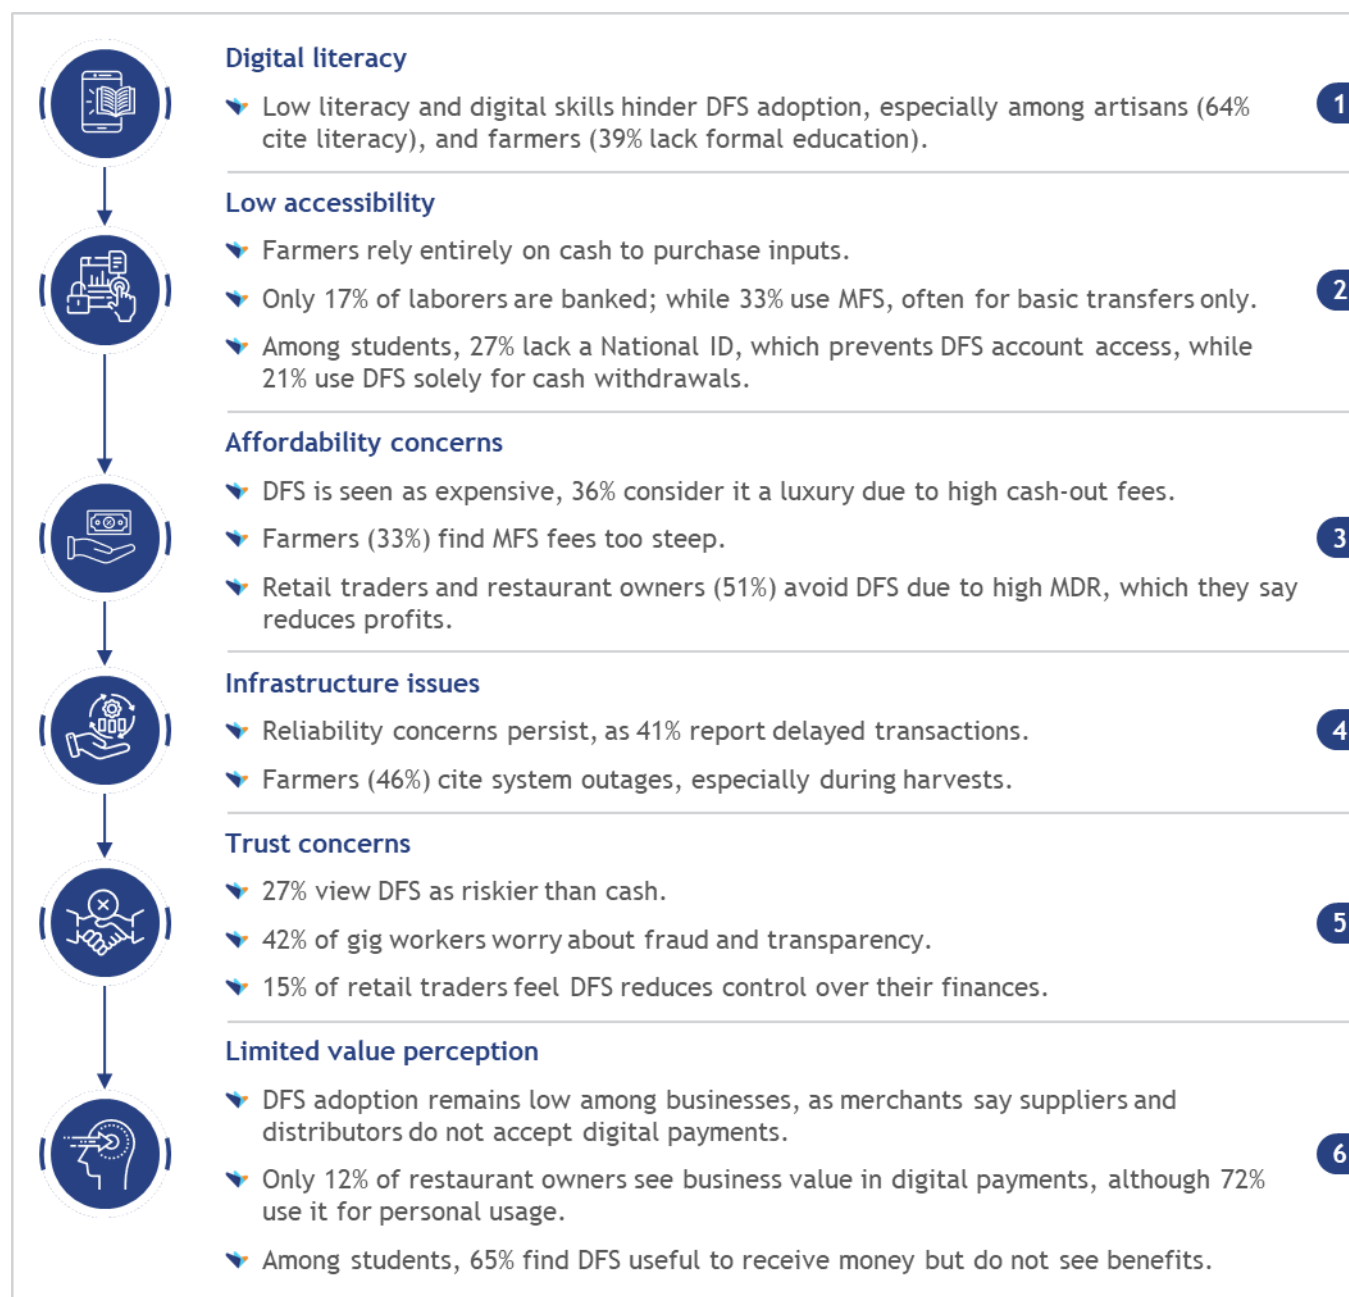 Digital literacy
Low literacy and digital skills hinder DFS adoption, especially among artisans (64%
cite literacy), and farmers (39% lack formal education).
1
Low accessibility
Farmers rely entirely on cash to purchase inputs.
Only 17% of laborers are banked; while 33% use MFS, often for basic transfers only.
Among students, 27% lack a National ID, which prevents DFS account access, while
21% use DFS solely for cash withdrawals.
2
Affordability concerns
DFS is seen as expensive, 36% consider it a luxury due to high cash-out fees.
Farmers (33%) find MFS fees too steep.
Retail traders and restaurant owners (51%) avoid DFS due to high MDR, which they say
reduces profits.
3
Infrastructure issues
Reliability concerns persist, as 41% report delayed transactions.
Farmers (46%) cite system outages, especially during harvests.
4
Trust concerns
27% view DFS as riskier than cash.
42% of gig workers worry about fraud and transparency.
15% of retail traders feel DFS reduces control over their finances.
5
Limited value perception
DFS adoption remains low among businesses, as merchants say suppliers and
distributors do not accept digital payments.
Only 12% of restaurant owners see business value in digital payments, although 72%
use it for personal usage.
Among students, 65% find DFS useful to receive money but do not see benefits.
6